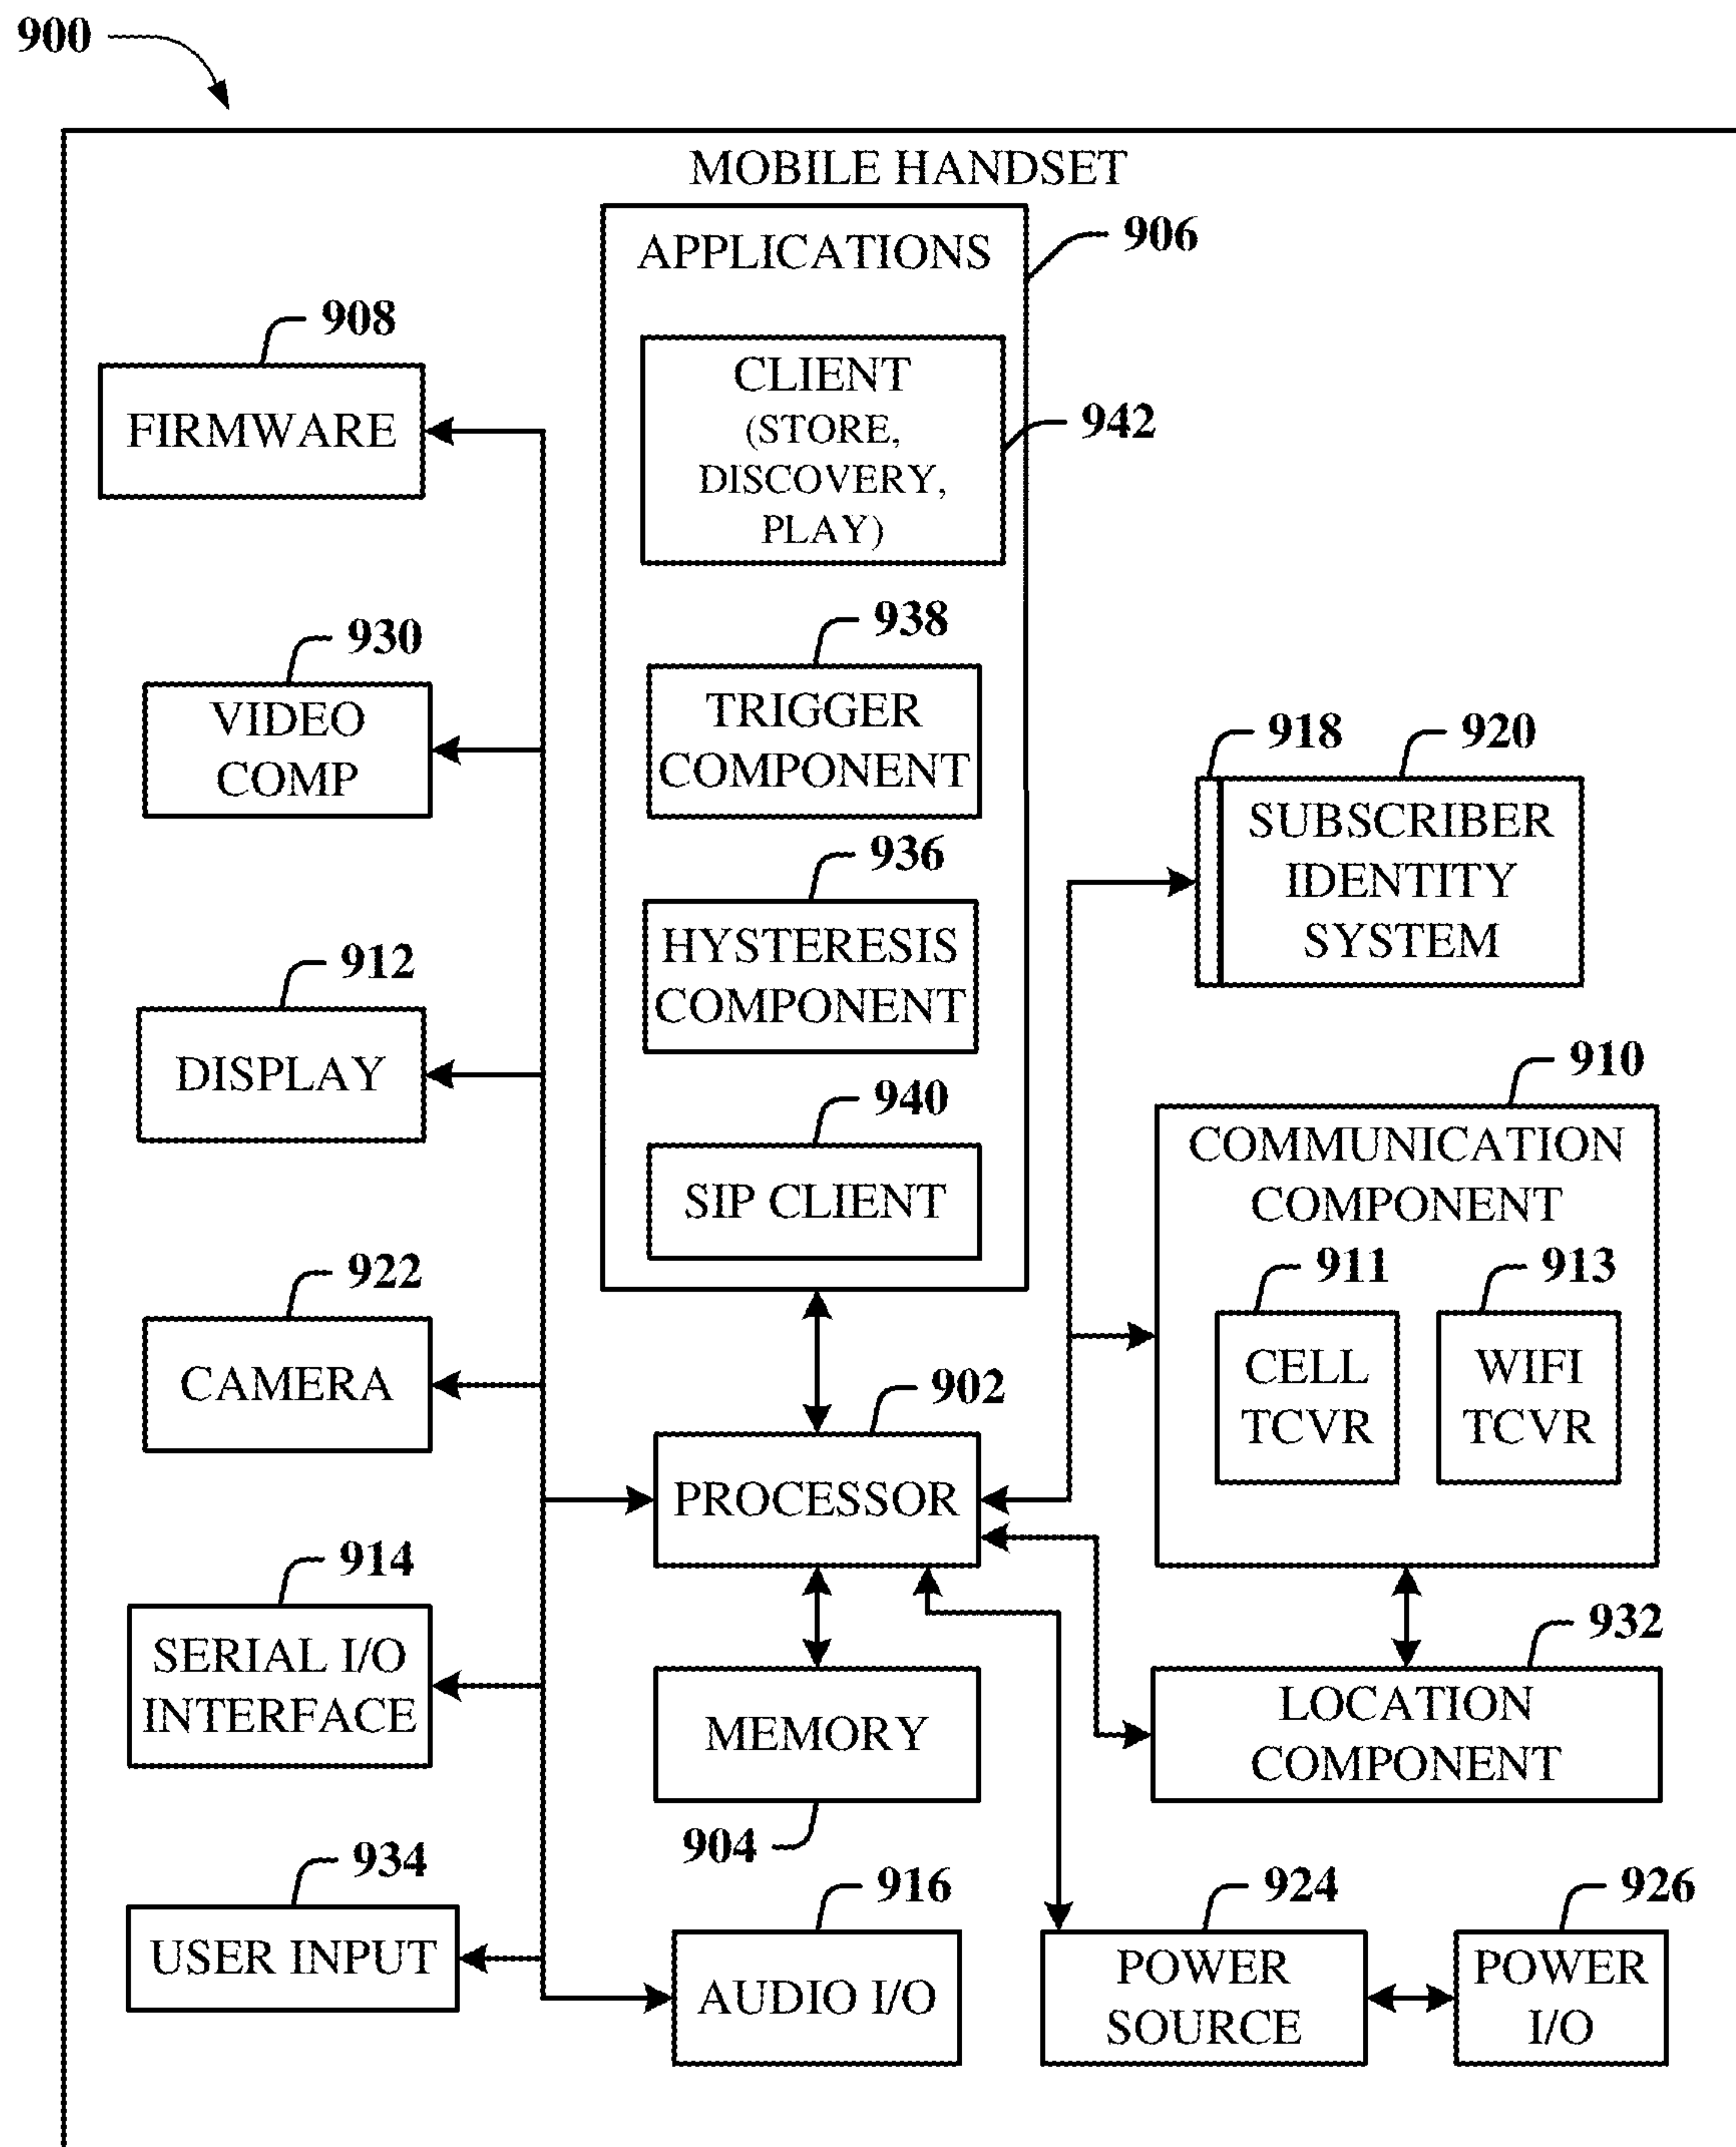 900
MOBILE HANDSET
APPLICATIONS
906
CLIENT
(STORE,
DISCOVERY,
PLAY)
942
908
FIRMWARE
938
TRIGGER
COMPONENT
930
VIDEO
COMP
918
920
SUBSCRIBER
IDENTITY
SYSTEM
936
HYSTERESIS
COMPONENT
912
DISPLAY
940
SIP CLIENT
910
COMMUNICATION
COMPONENT
911
CELL
TCVR
913
WIFI
TCVR
922
CAMERA
902
PROCESSOR
914
SERIAL I/O
INTERFACE
MEMORY
904
932
LOCATION
COMPONENT
934
USER INPUT
916
AUDIO I/O
924
POWER
SOURCE
926
POWER
I/O